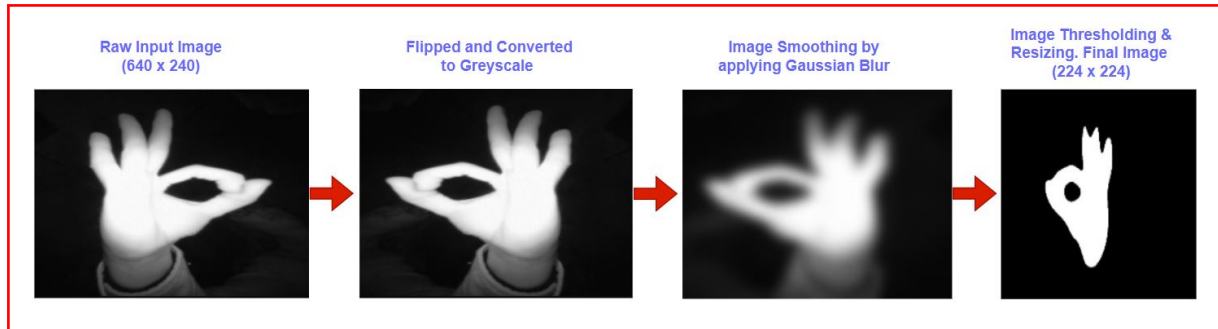 Raw Input Image
(640 x 240)
Flipped and Converted
to Greyscale
Image Smoothing by
applying Gaussian Blur
Image Thresholding &
Resizing. Final Image
(224 x 224)